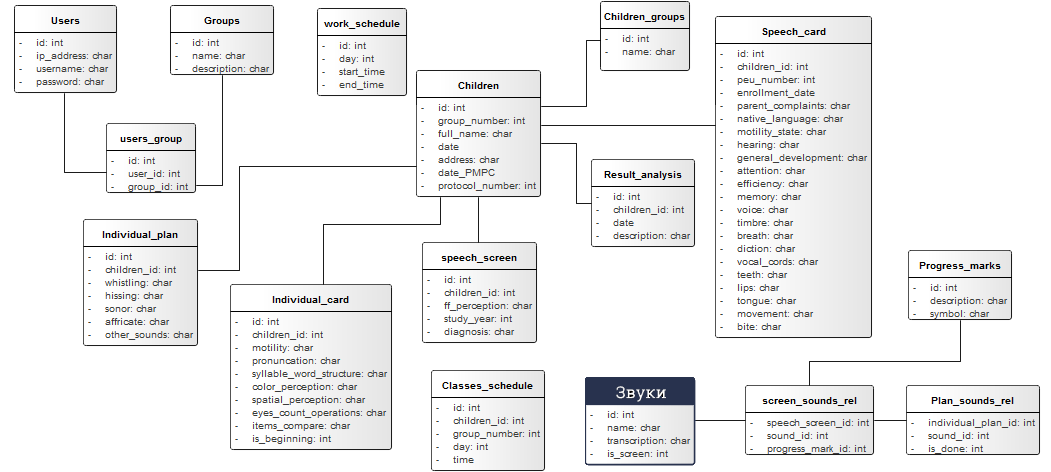 Users
- id: int
- ip_address: char
- username: char
- password: char
Groups
- id: int
- name: char
- description: char
work_schedule
- id: int
- day: int
- start_time
- end_time
Children_groups
- id: int
- name: char
Speech_card
- id: int
- children_id: int
- peu_number: int
- enrollment_date
- parent_complaints: char
- native_language: char
- motility_state: char
- hearing: char
- general_development: char
- attention: char
- efficiency: char
- memory: char
- voice: char
- timbre: char
- breath: char
- diction: char
- vocal_cords: char
- teeth: char
- lips: char
- tongue: char
- movement: char
- bite: char
Children
- id: int
- group_number: int
- full_name: char
- date
- address: char
- date_PMPC
- protocol_number: int
users_group
- id: int
- user_id: int
- group_id: int
Result_analysis
- id: int
- children_id: int
- date
- description: char
Individual_plan
- id: int
- children_id: int
- whistling: char
- hissing: char
- sonor: char
- affricate: char
- other_sounds: char
speech_screen
- id: int
- children_id: int
- ff_perception: char
- study_year: int
- diagnosis: char
Progress_marks
- id: int
- description: char
- symbol: char
Individual_card
- id: int
- children_id: int
- motility: char
- pronuncation: char
- syllable_word_structure: char
- color_perception: char
- spatial_perception: char
- eyes_count_operations: char
- items_compare: char
- is_beginning: int
Classes_schedule
- id: int
- children_id: int
- group_number: int
- day: int
- time
Звуки
- id: int
- name: char
- transcription: char
- is_screen: int
screen_sounds_rel
- speech_screen_id: int
- sound_id: int
- progress_mark_id: int
Plan_sounds_rel
- individual_plan_id: int
- sound_id: int
- is_done: int